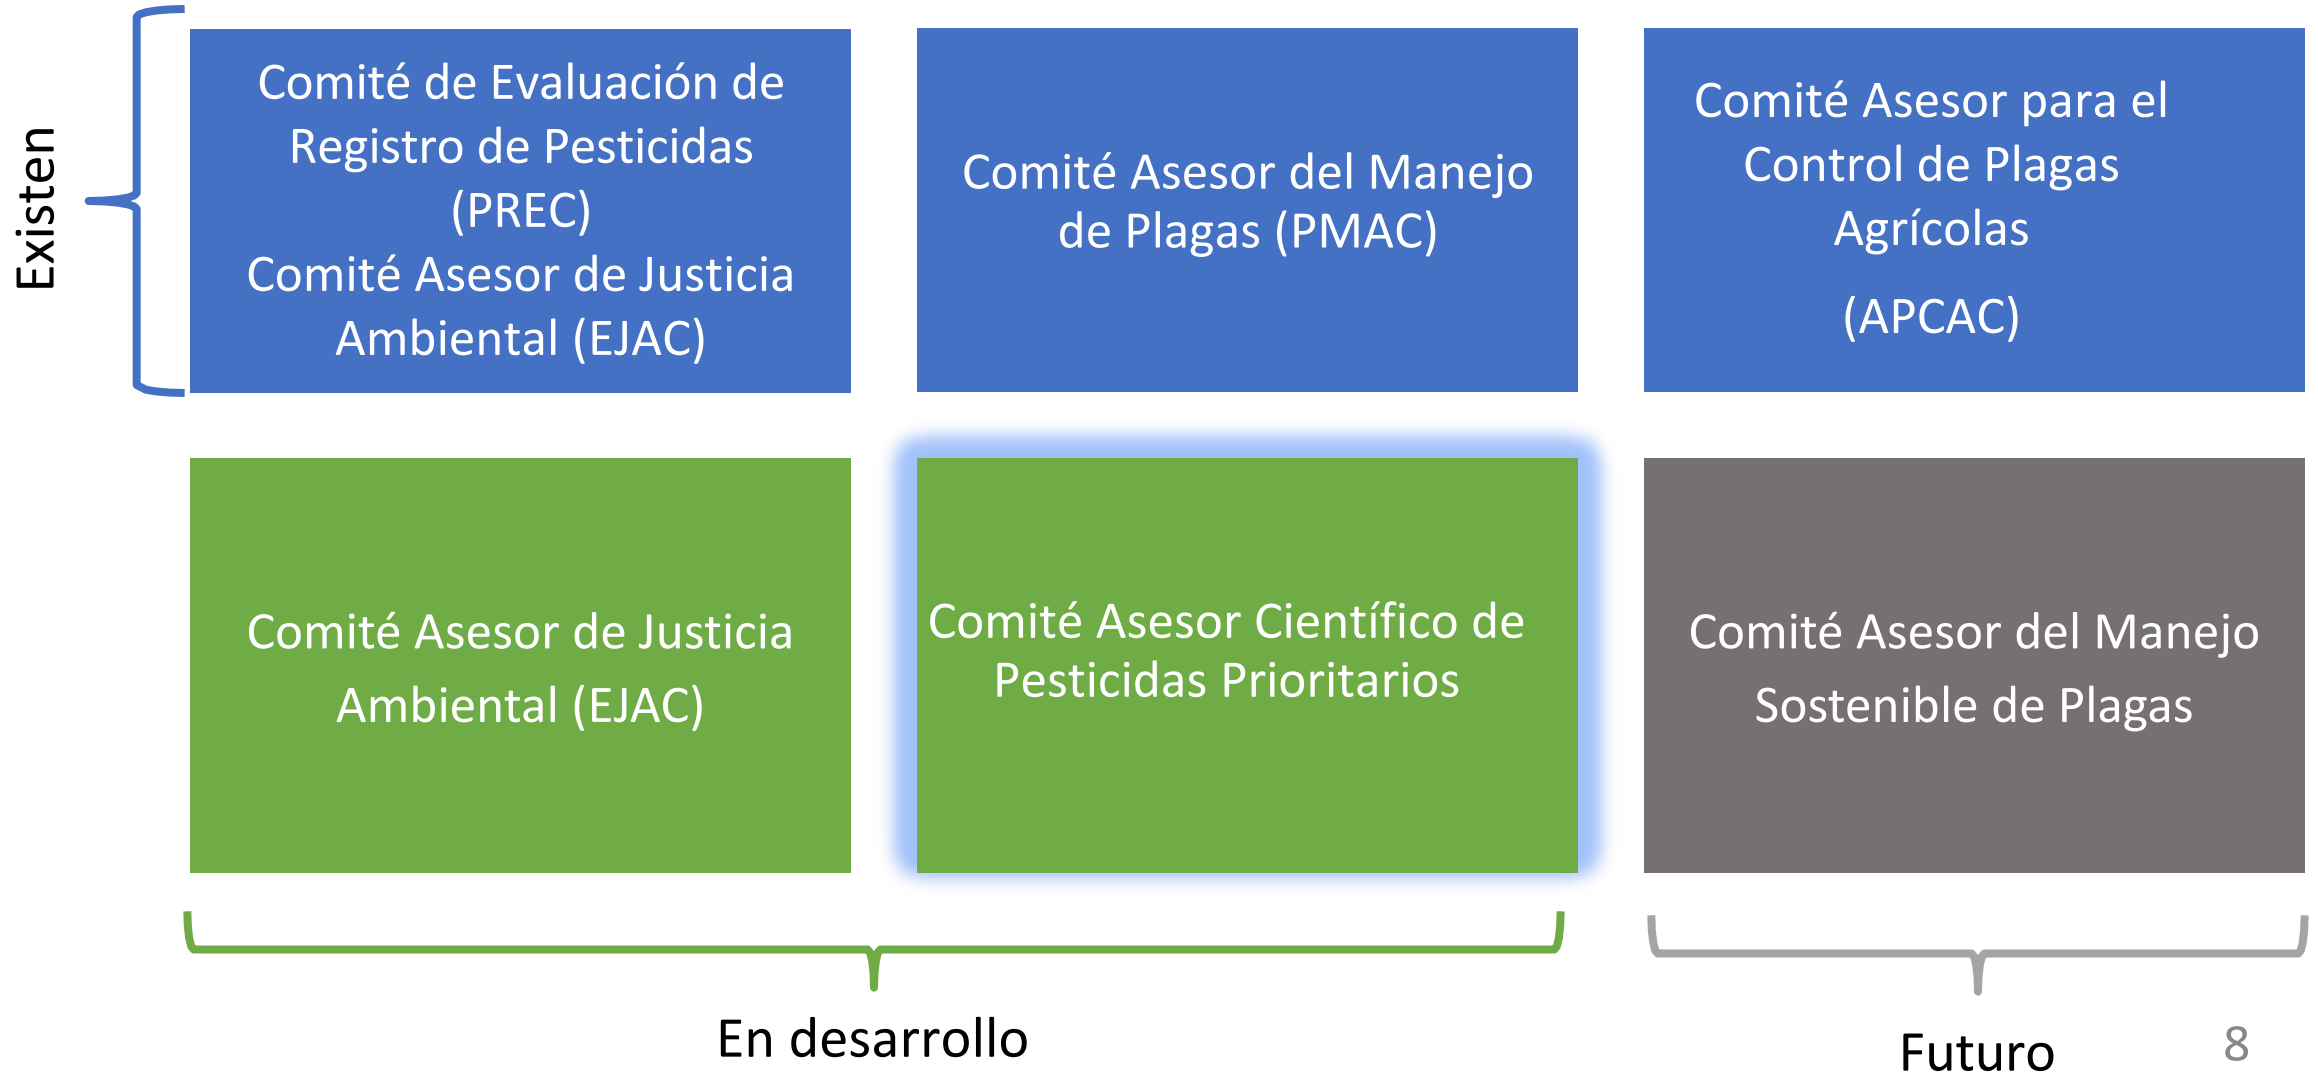 Existen
Comité de Evaluación de
Registro de Pesticidas
(PREC)
Comité Asesor de Justicia
Ambiental (EJAC)
Comité Asesor del Manejo
de Plagas (PMAC)
Comité Asesor para el
Control de Plagas
Agrícolas
(APCAC)
Comité Asesor de Justicia
Ambiental (EJAC)
Comité Asesor Científico de
Pesticidas Prioritarios
Comité Asesor del Manejo
Sostenible de Plagas
En desarrollo
Futuro
8